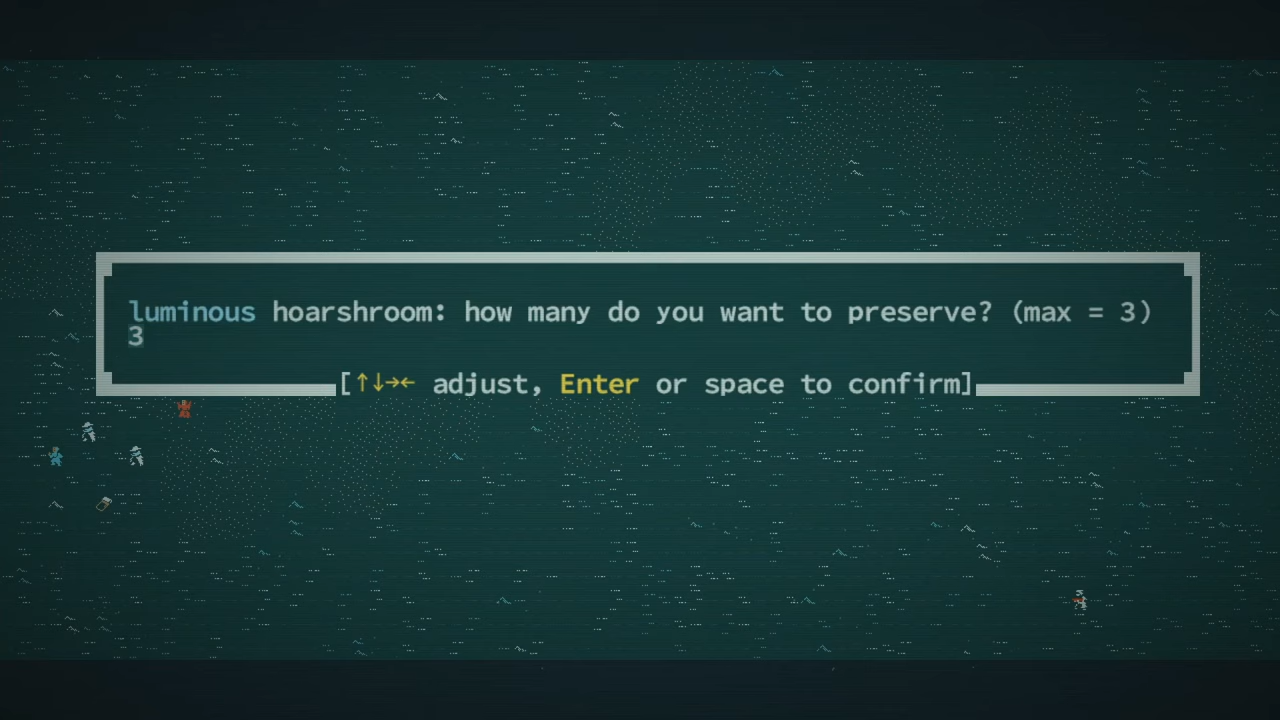 luminous hoarshroom: how many do you want to preserve? (max = 3)
3
[↑↓→← adjust, Enter or space to confirm]